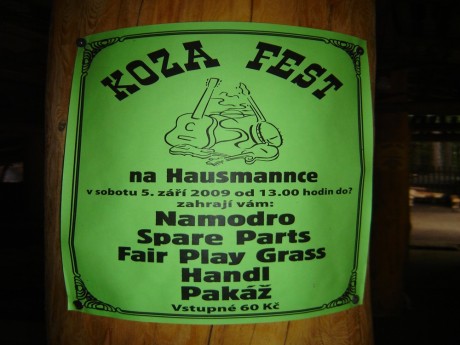 KOZA FEST
na Hausmannce
v sobotu 5. září 2009 od 13.00 hodin do?
zahrají vám:
Namodro
Spare Parts
Fair Play Grass
Handl
Pakáž
Vstupné 60 Kč